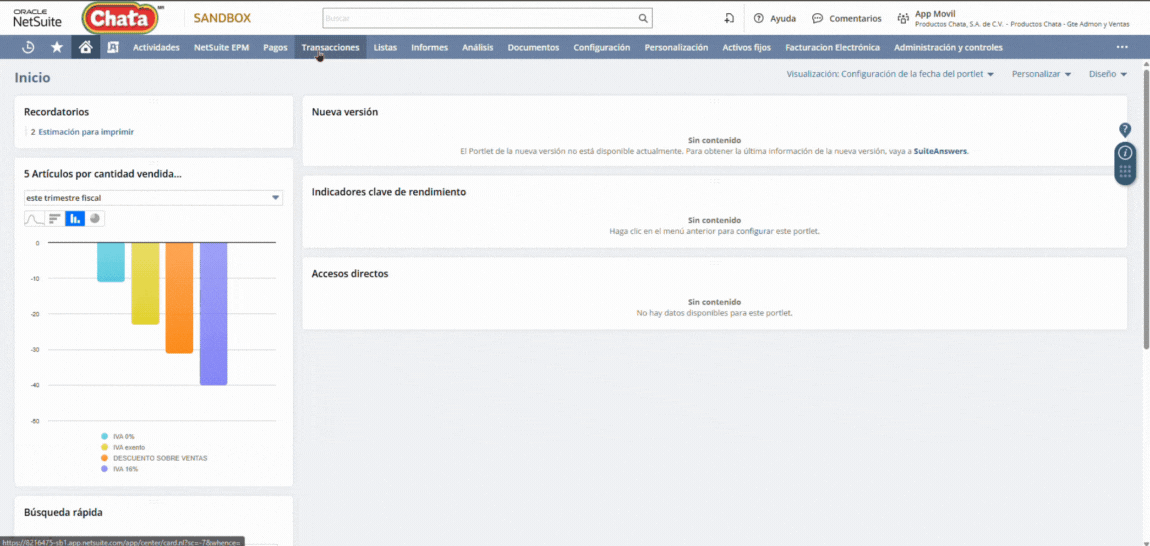 ORACLE
NetSuite
Chata
MR
SANDBOX
Buscar
Ayuda
Comentarios
App Movil
Productos Chata, S.A. de C.V. - Productos Chata - Gte Admon y Ventas
Actividades
NetSuite EPM
Pagos
Transacciones
Listas
Informes
Análisis
Documentos
Configuración
Personalización
Activos fijos
Facturacion Electrónica
Administración y controles
Inicio
Visualización: Configuración de la fecha del portlet
Personalizar
Diseño
Recordatorios
2 Estimación para imprimir
5 Artículos por cantidad vendida...
este trimestre fiscal
0
-10
-20
-30
-40
-50
IVA 0%
IVA exento
DESCUENTO SOBRE VENTAS
IVA 16%
Búsqueda rápida
Nueva versión
Sin contenido
El Portlet de la nueva versión no está disponible actualmente. Para obtener la última información de la nueva versión, vaya a SuiteAnswers.
Indicadores clave de rendimiento
Sin contenido
Haga clic en el menú anterior para configurar este portlet.
Accesos directos
Sin contenido
No hay datos disponibles para este portlet.
https://8216475-sb1.app.netsuite.com/app/center/card.nl?sc=-7&whence=